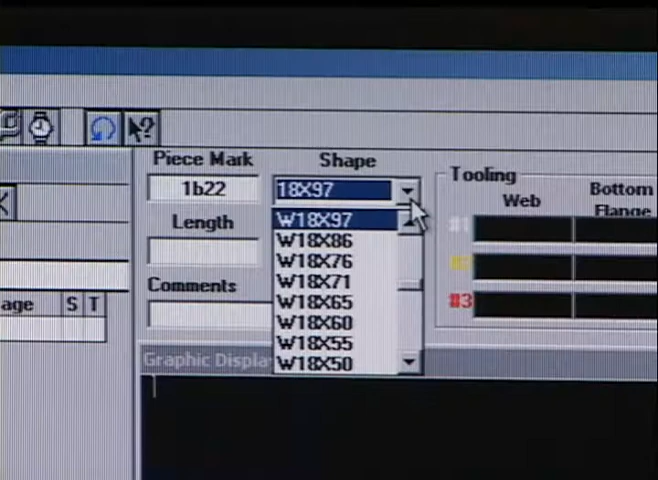 ?
Piece Mark
Shape
1b22
18X97
Tooling
Web
Bottom
Flange
Length
W18X97
W18X86
W18X76
W18X71
W18X65
W18X60
W18X55
W18X50
#1
#2
#3
Comments
age
S T
Graphic Displa